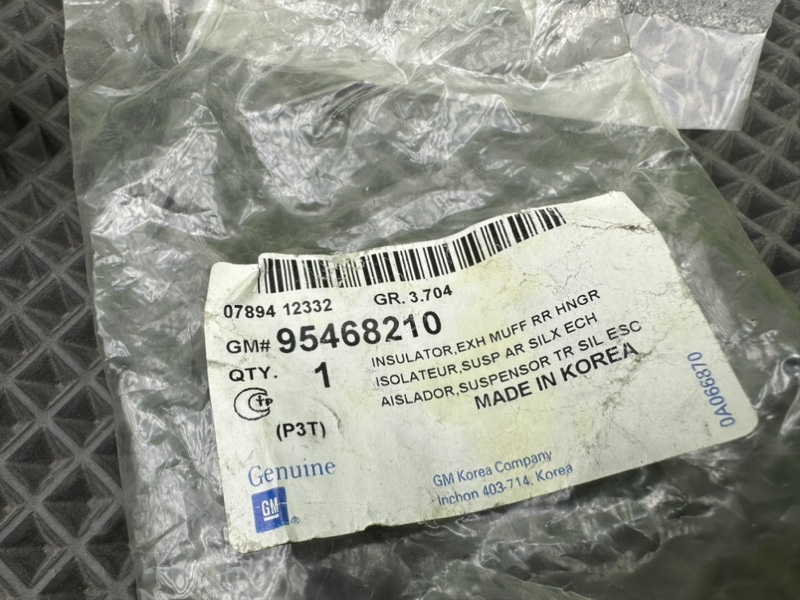 07894 12332 GR. 3.704
GM# 95468210
INSULATOR,EXH MUFF RR HNGR
QTY. 1
ISOLATEUR,SUSP AR SILX ECH
AISLADOR,SUSPENSOR TR SIL ESC
MADE IN KOREA
(P3T)
0A066870
Genuine
GM
®
GM Korea Company
Inchon 403-714, Korea